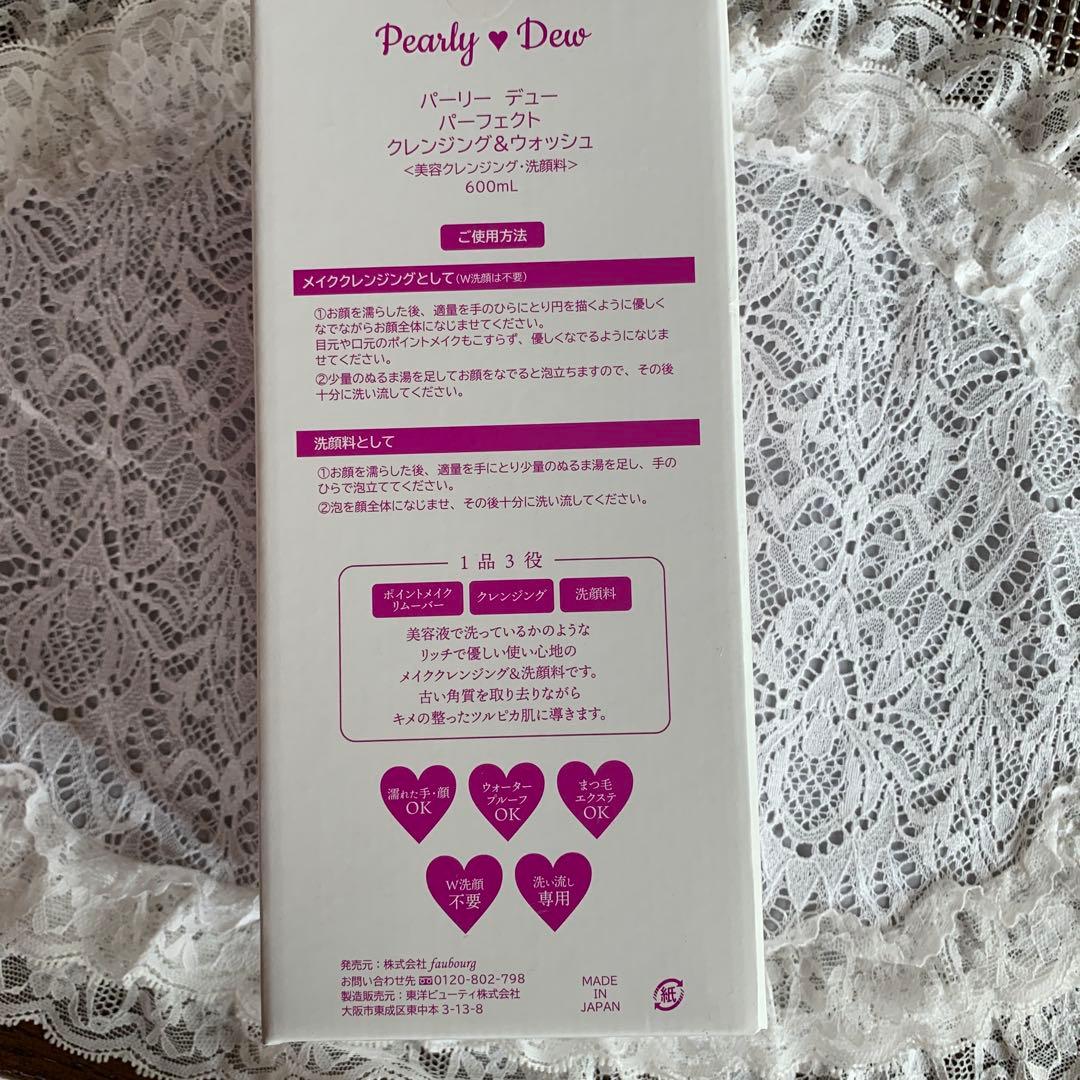 Pearly ♥ Dew
パーリー デュー
パーフェクト
クレンジング&ウォッシュ
<美容クレンジング・洗顔料>
600mL
ご使用方法
メイククレンジングとして(W洗顔は不要)
①お顔を濡らした後、適量を手のひらにとり円を描くように優しく
なでながらお顔全体になじませてください。
目元や口元のポイントメイクもこすらず、優しくなでるようになじま
せてください。
②少量のぬるま湯を足してお顔をなでると泡立ちますので、その後
十分に洗い流してください。
洗顔料として
①お顔を濡らした後、適量を手にとり少量のぬるま湯を足し、手の
ひらで泡立ててください。
②泡を顔全体になじませ、その後十分に洗い流してください。
1品3役
ポイントメイク
リムーバー
クレンジング
洗顔料
美容液で洗っているかのような
リッチで優しい使い心地の
メイククレンジング&洗顔料です。
古い角質を取り去りながら
キメの整ったツルピカ肌に導きます。
濡れた手・顔
OK
ウォーター
プルーフ
OK
まつ毛
エクステ
OK
W洗顔
不要
洗い流し
専用
発売元:株式会社 faubourg
お問い合わせ先 0120-802-798
製造販売元:東洋ビューティ株式会社
大阪市東成区東中本 3-13-8
MADE
IN
JAPAN
紙